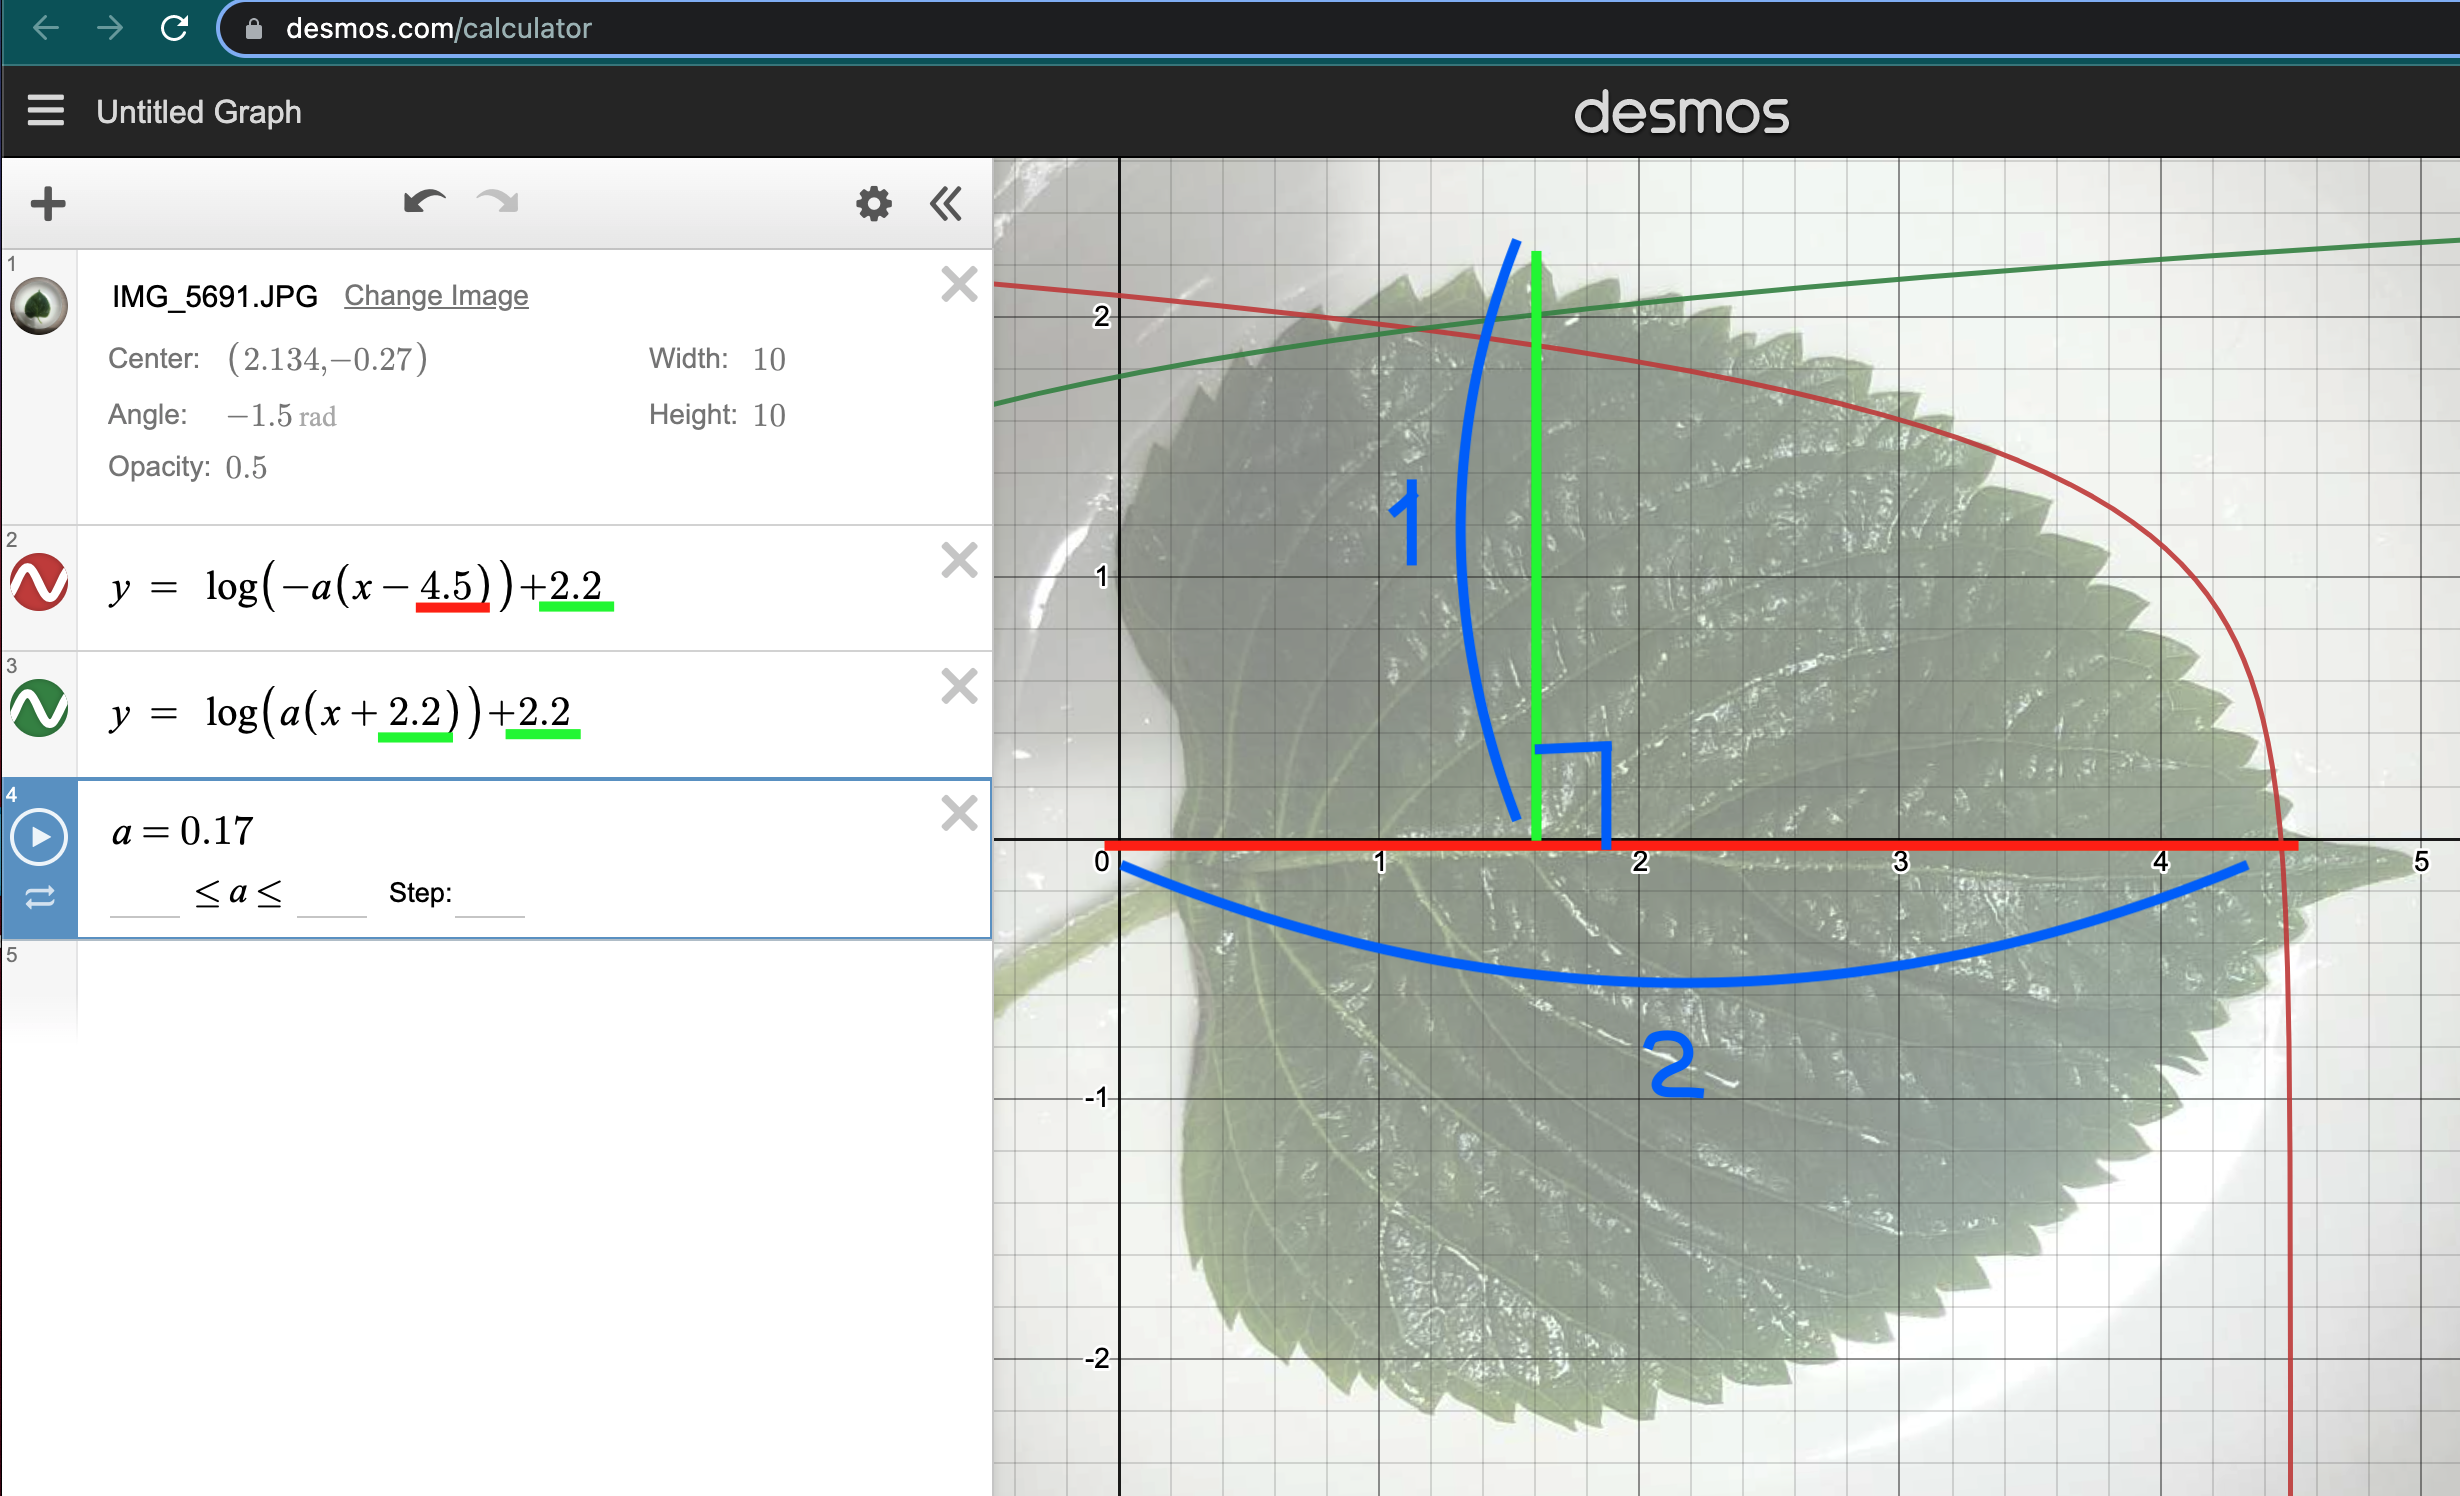 desmos.com/calculator
Untitled Graph
desmos
1
IMG_5691.JPG Change Image
Center: (2.134,−0.27) Width: 10
Angle: −1.5 rad Height: 10
Opacity: 0.5
2
y = log(−a(x − 4.5))+2.2
3
y = log(a(x + 2.2))+2.2
4
a = 0.17
≤ a ≤ Step:
5
2
1
1
0 1 2 3 4 5
2
-1
-2